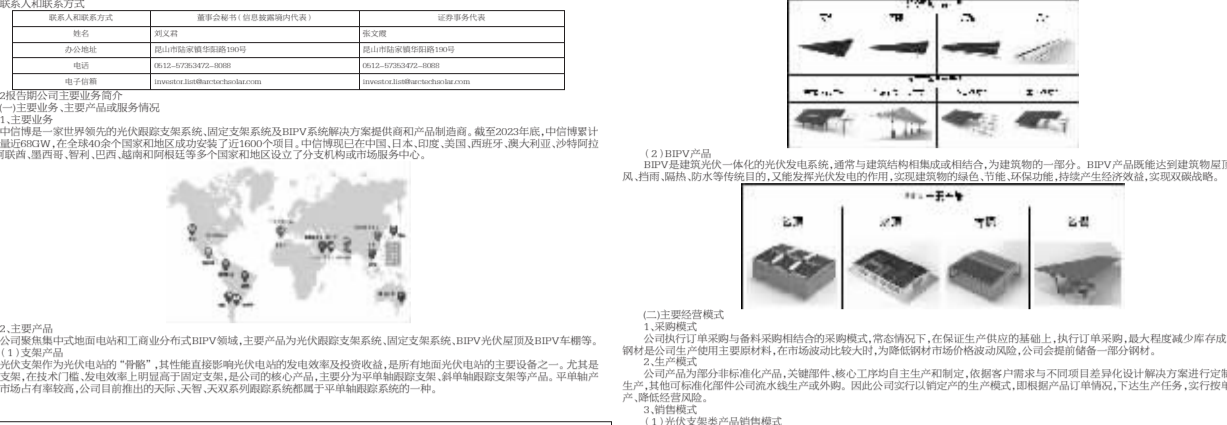 联系人和联系方式
联系人和联系方式 董事会秘书(信息披露境内代表) 证券事务代表
姓名 刘义君 张文霞
办公地址 昆山市陆家镇华阳路190号 昆山市陆家镇华阳路190号
电话 0512-57353472-8088 0512-57353472-8088
电子信箱 investor.list@arctechsolar.com investor.list@arctechsolar.com
2报告期公司主要业务简介
(一)主要业务、主要产品或服务情况
1、主要业务
中信博是一家世界领先的光伏跟踪支架系统、固定支架系统及BIPV系统解决方案提供商和产品制造商。截至2023年底,中信博累计
量近68GW,在全球40余个国家和地区成功安装了近1600个项目。中信博现已在中国、日本、印度、美国、西班牙、澳大利亚、沙特阿拉
阿联酋、墨西哥、智利、巴西、越南和阿根廷等多个国家和地区设立了分支机构或市场服务中心。
2、主要产品
公司聚焦集中式地面电站和工商业分布式BIPV领域,主要产品为光伏跟踪支架系统、固定支架系统、BIPV光伏屋顶及BIPV车棚等。
(1)支架产品
光伏支架作为光伏电站的“骨骼”,其性能直接影响光伏电站的发电效率及投资收益,是所有地面光伏电站的主要设备之一。尤其是
支架,在技术门槛、发电效率上明显高于固定支架,是公司的核心产品,主要分为平单轴跟踪支架、斜单轴跟踪支架等产品。平单轴产
市场占有率较高,公司目前推出的天际、天智、天双系列跟踪系统都属于平单轴跟踪系统的一种。
(2)BIPV产品
BIPV是建筑光伏一体化的光伏发电系统,通常与建筑结构相集成或相结合,为建筑物的一部分。BIPV产品既能达到建筑物屋顶
风、挡雨、隔热、防水等传统目的,又能发挥光伏发电的作用,实现建筑物的绿色、节能、环保功能,持续产生经济效益,实现双碳战略。
(二)主要经营模式
1、采购模式
公司执行订单采购与备料采购相结合的采购模式,常态情况下,在保证生产供应的基础上,执行订单采购,最大程度减少库存成
钢材是公司生产使用主要原材料,在市场波动比较大时,为降低钢材市场价格波动风险,公司会提前储备一部分钢材。
2、生产模式
公司产品为部分非标准化产品,关键部件、核心工序均自主生产和制定,依据客户需求与不同项目差异化设计解决方案进行定制
生产,其他可标准化部件公司流水线生产或外购。因此公司实行以销定产的生产模式,即根据产品订单情况,下达生产任务,实行按单
产、降低经营风险。
3、销售模式
(1)光伏支架类产品销售模式